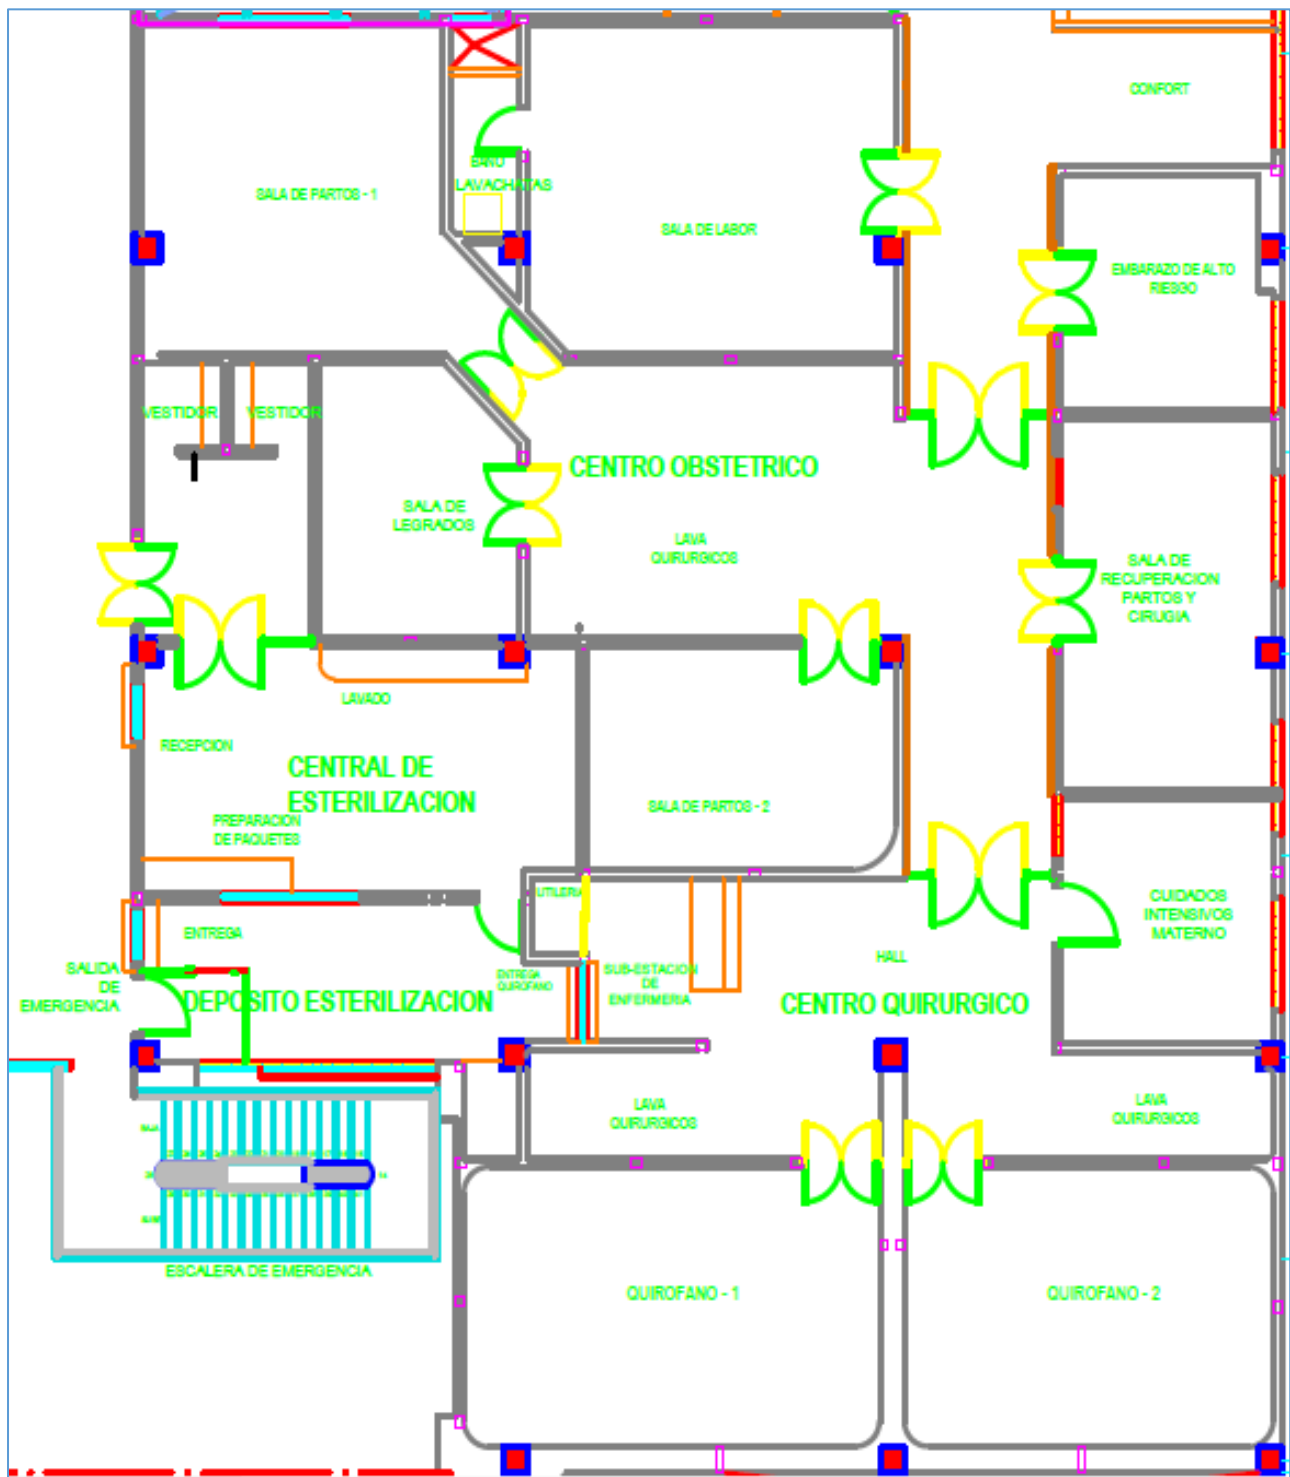 CONFORT
BAÑO
LAVACHATAS
SALA DE PARTOS - 1
SALA DE LABOR
EMBARAZO DE ALTO
RIESGO
VESTIDOR
VESTIDOR
CENTRO OBSTETRICO
SALA DE
LEGRADOS
LAVA
QUIRURGICOS
SALA DE
RECUPERACION
PARTOS Y
CIRUGIA
LAVADO
RECEPCION
CENTRAL DE
ESTERILIZACION
SALA DE PARTOS - 2
PREPARACION
DE PAQUETES
UTILERIA
CUIDADOS
INTENSIVOS
MATERNO
ENTREGA
HALL
SALIDA
DE
EMERGENCIA
ENTREGA
QUIROFANO
SUB-ESTACION
DE
ENFERMERIA
DEPOSITO ESTERILIZACION
CENTRO QUIRURGICO
LAVA
QUIRURGICOS
LAVA
QUIRURGICOS
BAJA
ESCALERA DE EMERGENCIA
QUIROFANO - 1
QUIROFANO - 2